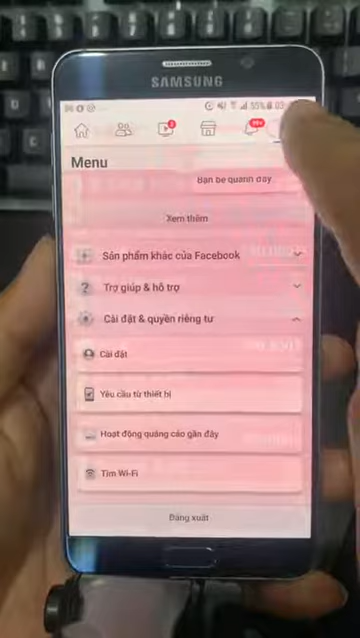 SAMSUNG
55%
99+
Menu
Bạn bè quanh đây
Xem thêm
Sản phẩm khác của Facebook
Trợ giúp & hỗ trợ
Cài đặt & quyền riêng tư
Cài đặt
Yêu cầu từ thiết bị
Hoạt động quảng cáo gần đây
Tìm Wi-Fi
Đăng xuất